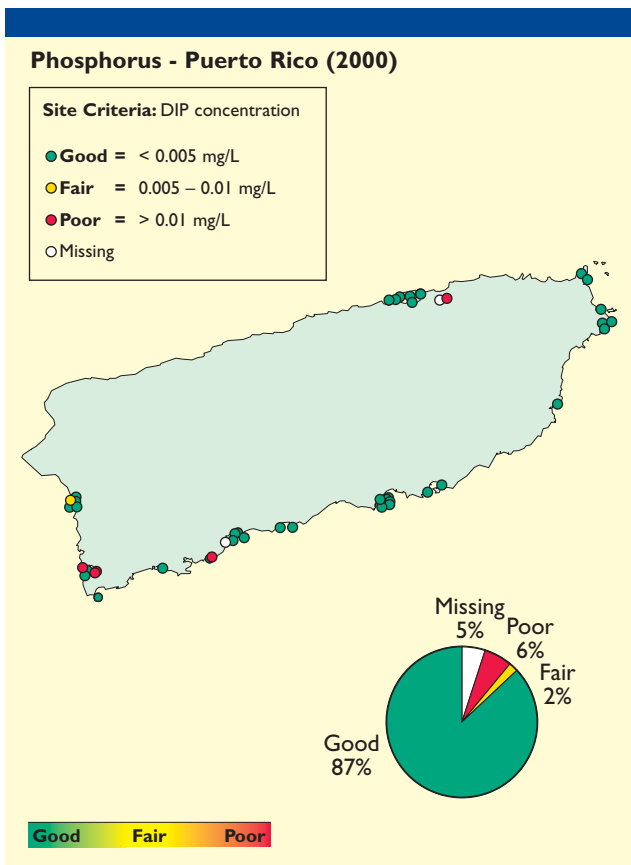 Phosphorus - Puerto Rico (2000)
Site Criteria: DIP concentration
Good = < 0.005 mg/L
Fair = 0.005 – 0.01 mg/L
Poor = > 0.01 mg/L
Missing
Missing
5%
Poor
6%
Fair
2%
Good
87%
Good Fair Poor